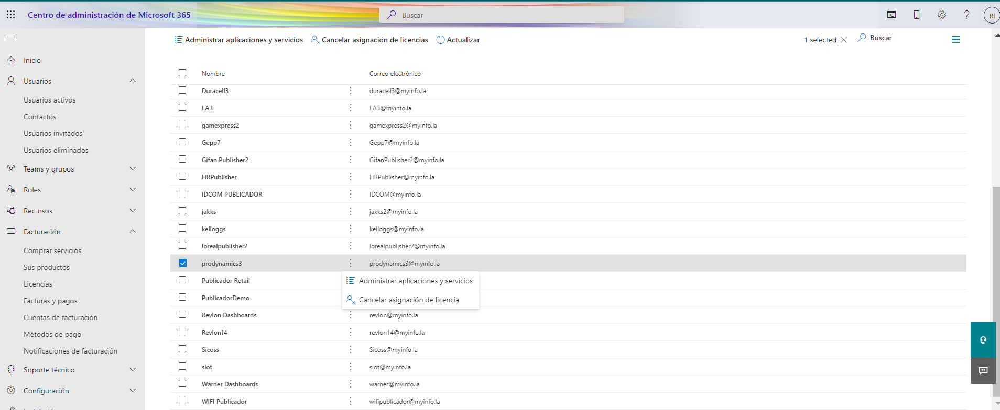 Centro de administración de Microsoft 365
Buscar
RI
Administrar aplicaciones y servicios
Cancelar asignación de licencias
Actualizar
1 selected
Buscar
Inicio
Usuarios
Usuarios activos
Contactos
Usuarios invitados
Usuarios eliminados
Teams y grupos
Roles
Recursos
Facturación
Comprar servicios
Sus productos
Licencias
Facturas y pagos
Cuentas de facturación
Métodos de pago
Notificaciones de facturación
Soporte técnico
Configuración
Nombre Correo electrónico
Duracell3 duracell3@myinfo.la
EA3 EA3@myinfo.la
gamexpress2 gamexpress2@myinfo.la
Gepp7 Gepp7@myinfo.la
Gifan Publisher2 GifanPublisher2@myinfo.la
HRPublisher HRPublisher@myinfo.la
IDCOM PUBLICADOR IDCOM@myinfo.la
jakks jakks2@myinfo.la
kelloggs kelloggs@myinfo.la
lorealpublisher2 lorealpublisher2@myinfo.la
prodynamics3 prodynamics3@myinfo.la
Publicador Retail
Administrar aplicaciones y servicios
PublicadorDemo
Cancelar asignación de licencia
Revlon Dashboards revlon@myinfo.la
Revlon14 revlon14@myinfo.la
Sicoss Sicoss@myinfo.la
siot siot@myinfo.la
Warner Dashboards warner@myinfo.la
WIFI Publicador wifipublicador@myinfo.la